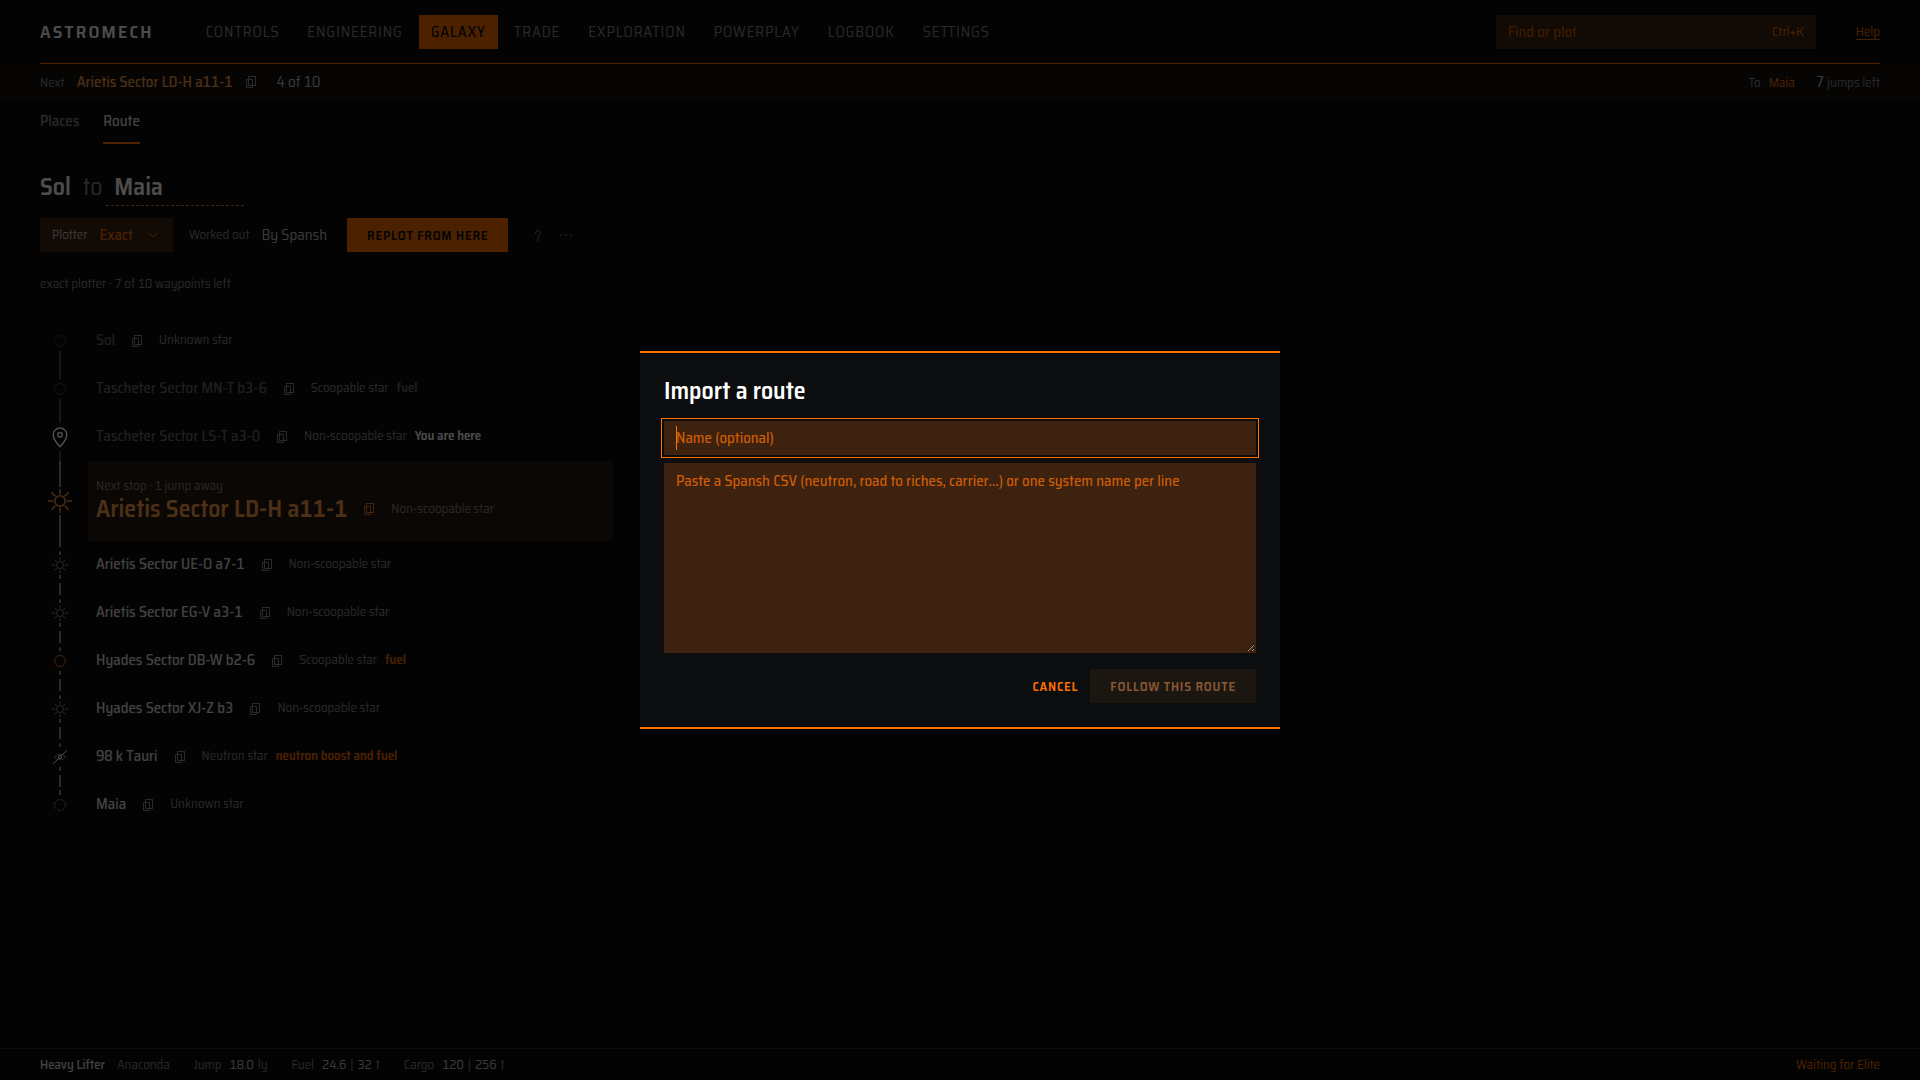 ASTROMECH CONTROLS ENGINEERING GALAXY TRADE EXPLORATION POWERPLAY LOGBOOK SETTINGS Find or plot Ctrl+K Help
Next Arietis Sector LD-H a11-1 4 of 10 To Maia 7 jumps left
Places Route
Sol to Maia
Plotter Exact Worked out By Spansh REPLOT FROM HERE ? ...
exact plotter · 7 of 10 waypoints left
Sol Unknown star
Tascheter Sector MN-T b3-6 Scoopable star fuel
Tascheter Sector LS-T a3-0 Non-scoopable star You are here
Next stop · 1 jump away
Arietis Sector LD-H a11-1 Non-scoopable star
Arietis Sector UE-O a7-1 Non-scoopable star
Arietis Sector EG-V a3-1 Non-scoopable star
Hyades Sector DB-W b2-6 Scoopable star fuel
Hyades Sector XJ-Z b3 Non-scoopable star
98 k Tauri Neutron star neutron boost and fuel
Maia Unknown star
Import a route
Name (optional)
Paste a Spansh CSV (neutron, road to riches, carrier...) or one system name per line
CANCEL FOLLOW THIS ROUTE
Heavy Lifter Anaconda Jump 18.0 ly Fuel 24.6 | 32 t Cargo 120 | 256 t Waiting for Elite